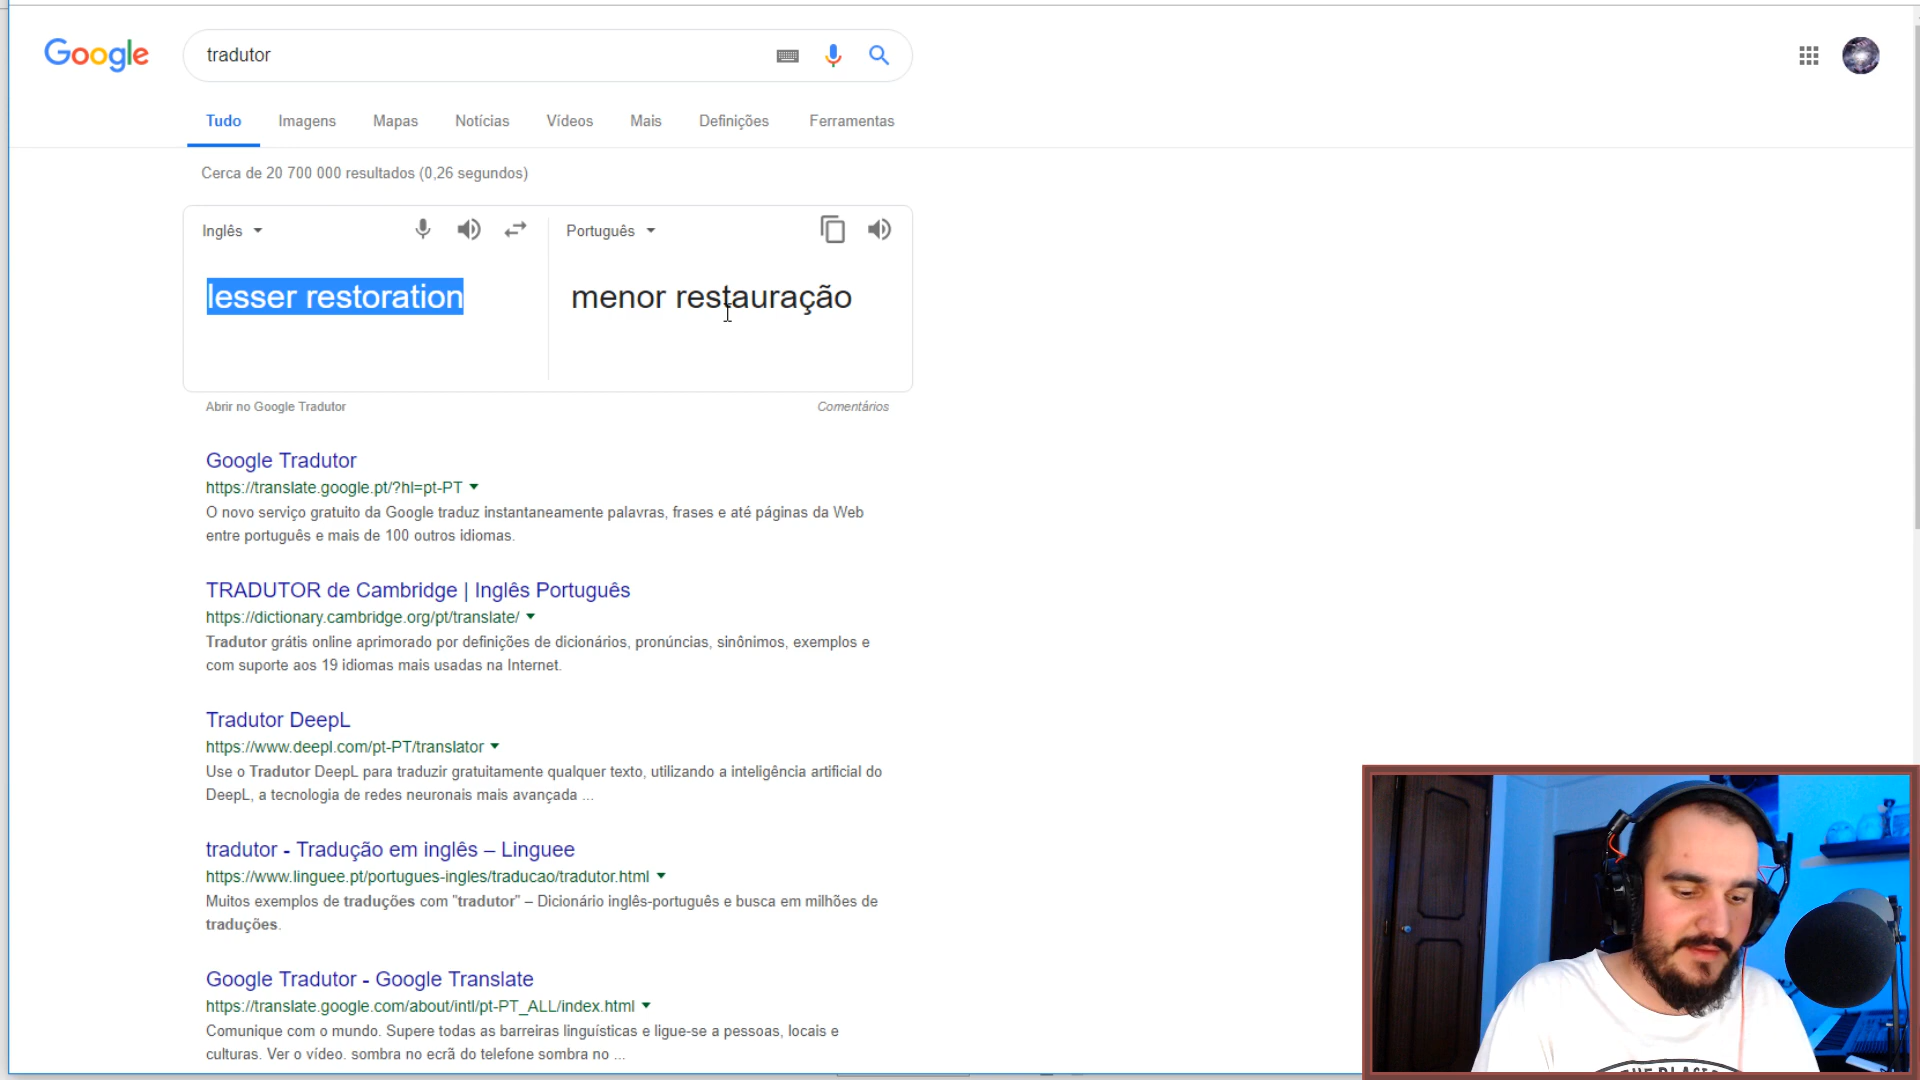 Google
tradutor
Tudo Imagens Mapas Notícias Vídeos Mais Definições Ferramentas
Cerca de 20 700 000 resultados (0,26 segundos)
Inglês Português
lesser restoration menor restauração
Abrir no Google Tradutor Comentários
Google Tradutor
https://translate.google.pt/?hl=pt-PT
O novo serviço gratuito da Google traduz instantaneamente palavras, frases e até páginas da Web
entre português e mais de 100 outros idiomas.
TRADUTOR de Cambridge | Inglês Português
https://dictionary.cambridge.org/pt/translate/
Tradutor grátis online aprimorado por definições de dicionários, pronúncias, sinônimos, exemplos e
com suporte aos 19 idiomas mais usadas na Internet.
Tradutor DeepL
https://www.deepl.com/pt-PT/translator
Use o Tradutor DeepL para traduzir gratuitamente qualquer texto, utilizando a inteligência artificial do
DeepL, a tecnologia de redes neuronais mais avançada ...
tradutor - Tradução em inglês – Linguee
https://www.linguee.pt/portugues-ingles/traducao/tradutor.html
Muitos exemplos de traduções com "tradutor" – Dicionário inglês-português e busca em milhões de
traduções.
Google Tradutor - Google Translate
https://translate.google.com/about/intl/pt-PT_ALL/index.html
Comunique com o mundo. Supere todas as barreiras linguísticas e ligue-se a pessoas, locais e
culturas. Ver o vídeo. sombra no ecrã do telefone sombra no ...